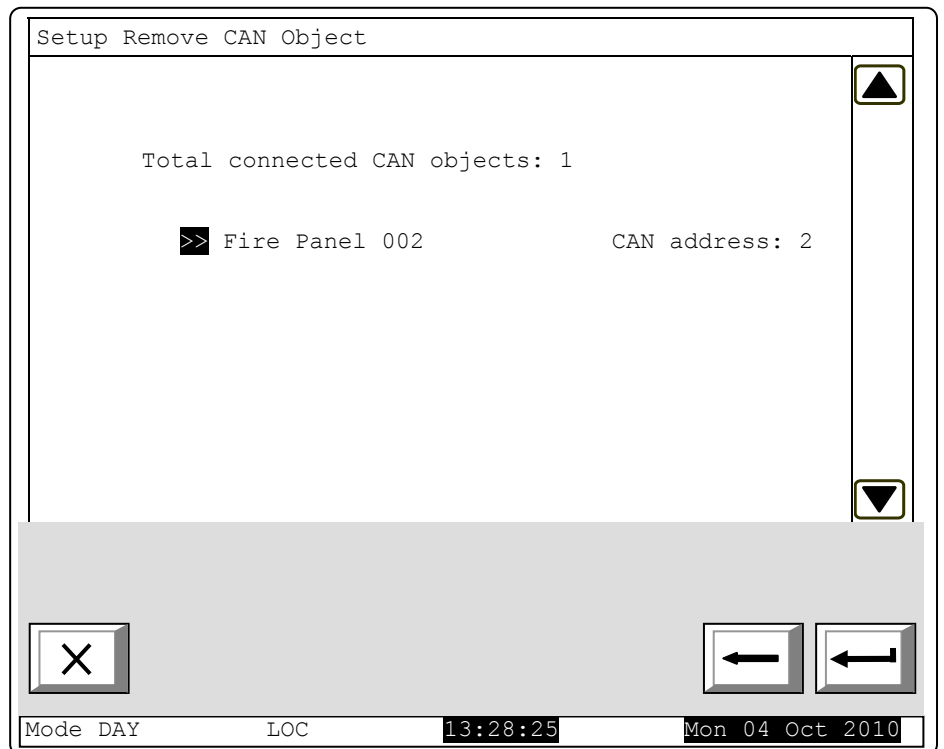 Setup Remove CAN Object
Total connected CAN objects: 1
>> Fire Panel 002 CAN address: 2
Mode DAY LOC 13:28:25 Mon 04 Oct 2010